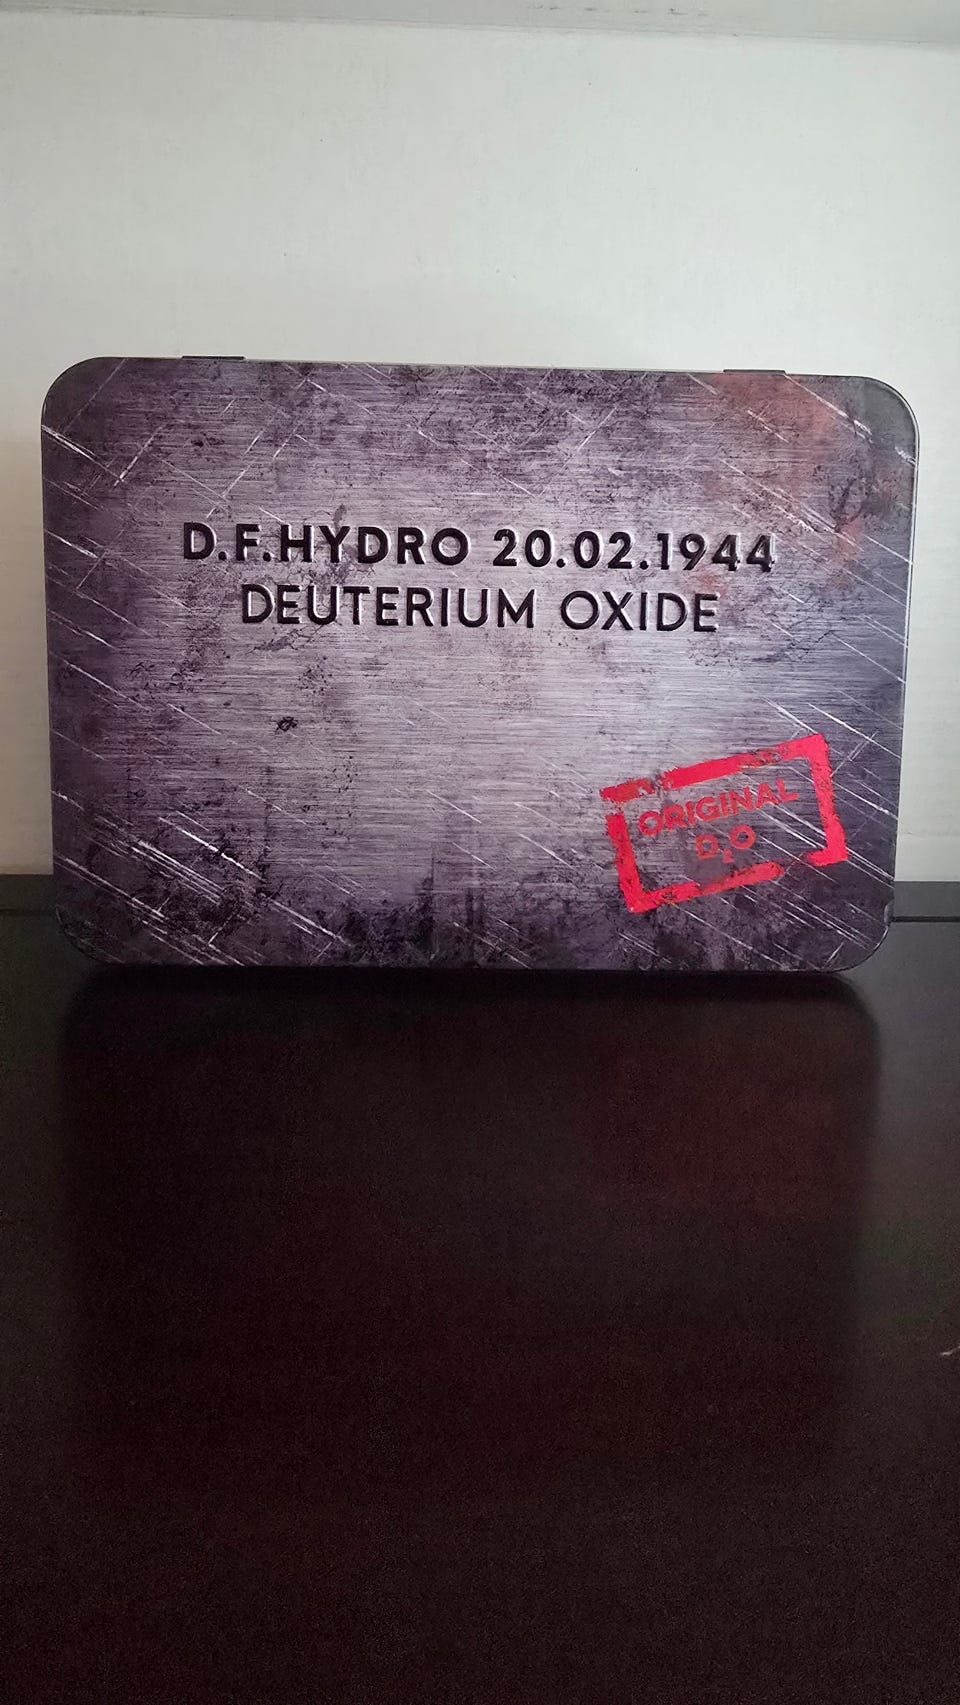 D.F.HYDRO 20.02.1944
DEUTERIUM OXIDE
ORIGINAL
D₂O